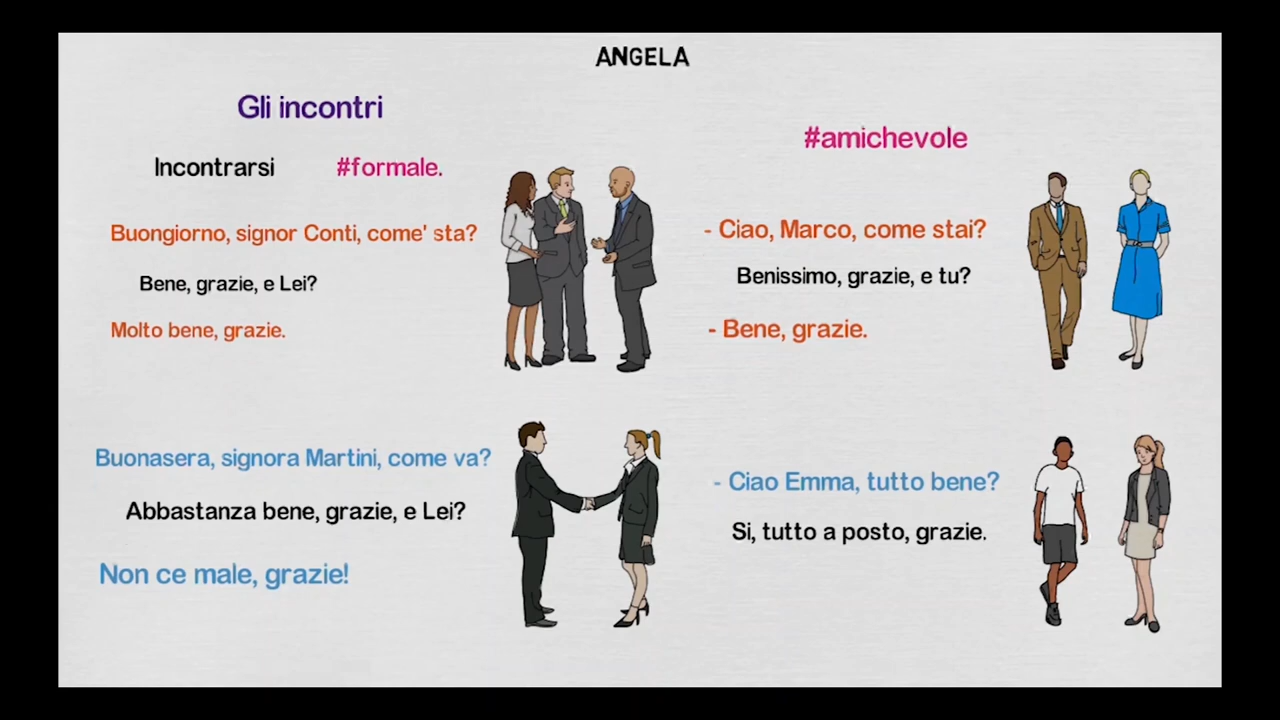 ANGELA
Gli incontri
Incontrarsi #formale.
Buongiorno, signor Conti, come' sta?
Bene, grazie, e Lei?
Molto bene, grazie.
Buonasera, signora Martini, come va?
Abbastanza bene, grazie, e Lei?
Non ce male, grazie!
#amichevole
- Ciao, Marco, come stai?
Benissimo, grazie, e tu?
- Bene, grazie.
- Ciao Emma, tutto bene?
Si, tutto a posto, grazie.